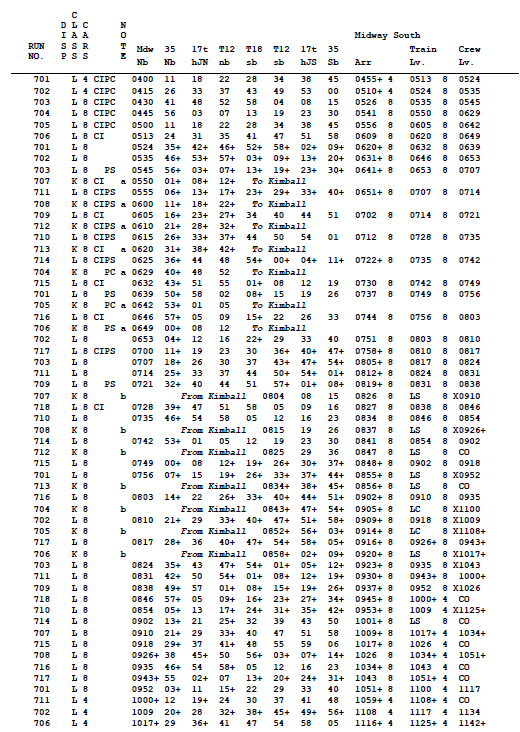 C
D L C N
I A A O Midway South
RUN S S R T Mdw 35 17t T12 T18 T12 17t 35 Train Crew
NO. P S S E Nb Nb hJN nb sb sb hJS Sb Arr Lv. Lv.
701 L 4 CIPC 0400 11 18 22 28 34 38 45 0455+ 4 0513 8 0524
702 L 4 CIPC 0415 26 33 37 43 49 53 00 0510+ 4 0524 8 0535
703 L 8 CIPC 0430 41 48 52 58 04 08 15 0526 8 0535 8 0545
704 L 8 CIPC 0445 56 03 07 13 19 23 30 0541 8 0550 8 0629
705 L 8 CIPC 0500 11 18 22 28 34 38 45 0556 8 0605 8 0642
706 L 8 CI 0513 24 31 35 41 47 51 58 0609 8 0620 8 0649
701 L 8 0524 35+ 42+ 46+ 52+ 58+ 02+ 09+ 0620+ 8 0632 8 0639
702 L 8 0535 46+ 53+ 57+ 03+ 09+ 13+ 20+ 0631+ 8 0646 8 0653
703 L 8 PS 0545 56+ 03+ 07+ 13+ 19+ 23+ 30+ 0641+ 8 0653 8 0707
707 K 8 CI a 0550 01+ 08+ 12+ To Kimball
711 L 8 CIPS 0555 06+ 13+ 17+ 23+ 29+ 33+ 40+ 0651+ 8 0707 8 0714
708 K 8 CIPS a 0600 11+ 18+ 22+ To Kimball
709 L 8 CI 0605 16+ 23+ 27+ 34 40 44 51 0702 8 0714 8 0721
712 K 8 CIPS a 0610 21+ 28+ 32+ To Kimball
710 L 8 CIPS 0615 26+ 33+ 37+ 44 50 54 01 0712 8 0728 8 0735
713 K 8 CI a 0620 31+ 38+ 42+ To Kimball
714 L 8 CIPS 0625 36+ 44 48 54+ 00+ 04+ 11+ 0722+ 8 0735 8 0742
704 K 8 PC a 0629 40+ 48 52 To Kimball
715 L 8 CI 0632 43+ 51 55 01+ 08 12 19 0730 8 0742 8 0749
701 L 8 PS 0639 50+ 58 02 08+ 15 19 26 0737 8 0749 8 0756
705 K 8 PC a 0642 53+ 01 05 To Kimball
716 L 8 CI 0646 57+ 05 09 15+ 22 26 33 0744 8 0756 8 0803
706 K 8 PS a 0649 00+ 08 12 To Kimball
702 L 8 0653 04+ 12 16 22+ 29 33 40 0751 8 0803 8 0810
717 L 8 CIPS 0700 11+ 19 23 30 36+ 40+ 47+ 0758+ 8 0810 8 0817
703 L 8 0707 18+ 26 30 37 43+ 47+ 54+ 0805+ 8 0817 8 0824
711 L 8 0714 25+ 33 37 44 50+ 54+ 01+ 0812+ 8 0824 8 0831
709 L 8 PS 0721 32+ 40 44 51 57+ 01+ 08+ 0819+ 8 0831 8 0838
707 K 8 b From Kimball 0804 08 15 0826 8 LS 8 X0910
718 L 8 CI 0728 39+ 47 51 58 05 09 16 0827 8 0838 8 0846
710 L 8 0735 46+ 54 58 05 12 16 23 0834 8 0846 8 0854
708 K 8 b From Kimball 0815 19 26 0837 8 LS 8 X0926+
714 L 8 0742 53+ 01 05 12 19 23 30 0841 8 0854 8 0902
712 K 8 b From Kimball 0825 29 36 0847 8 LS 8 CO
715 L 8 0749 00+ 08 12+ 19+ 26+ 30+ 37+ 0848+ 8 0902 8 0918
701 L 8 0756 07+ 15 19+ 26+ 33+ 37+ 44+ 0855+ 8 LS 8 X0952
713 K 8 b From Kimball 0834+ 38+ 45+ 0856+ 8 LS 8 CO
716 L 8 0803 14+ 22 26+ 33+ 40+ 44+ 51+ 0902+ 8 0910 8 0935
704 K 8 b From Kimball 0843+ 47+ 54+ 0905+ 8 LC 8 X1100
702 L 8 0810 21+ 29 33+ 40+ 47+ 51+ 58+ 0909+ 8 0918 8 X1009
705 K 8 b From Kimball 0852+ 56+ 03+ 0914+ 8 LC 8 X1108+
717 L 8 0817 28+ 36 40+ 47+ 54+ 58+ 05+ 0916+ 8 0926+ 8 0943+
706 K 8 b From Kimball 0858+ 02+ 09+ 0920+ 8 LS 8 X1017+
703 L 8 0824 35+ 43 47+ 54+ 01+ 05+ 12+ 0923+ 8 0935 8 X1043
711 L 8 0831 42+ 50 54+ 01+ 08+ 12+ 19+ 0930+ 8 0943+ 8 1000+
709 L 8 0838 49+ 57 01+ 08+ 15+ 19+ 26+ 0937+ 8 0952 8 X1026
718 L 8 0846 57+ 05 09+ 16+ 23+ 27+ 34+ 0945+ 8 1000+ 4 CO
710 L 8 0854 05+ 13 17+ 24+ 31+ 35+ 42+ 0953+ 8 1009 4 X1125+
714 L 8 0902 13+ 21 25+ 32 39 43 50 1001+ 8 LS 8 CO
707 L 8 0910 21+ 29 33+ 40 47 51 58 1009+ 8 1017+ 4 1034+
715 L 8 0918 29+ 37 41+ 48 55 59 06 1017+ 8 1026 4 CO
708 L 8 0926+ 38 45+ 50 56+ 03+ 07+ 14+ 1026 8 1034+ 4 1051+
716 L 8 0935 46+ 54 58+ 05 12 16 23 1034+ 8 1043 4 CO
717 L 8 0943+ 55 02+ 07 13+ 20+ 24+ 31+ 1043 8 1051+ 4 CO
701 L 8 0952 03+ 11 15+ 22 29 33 40 1051+ 8 1100 4 1117
711 L 4 1000+ 12 19+ 24 30 37 41 48 1059+ 4 1108+ 4 CO
702 L 4 1009 20+ 28 32+ 38+ 45+ 49+ 56+ 1108 4 1117 4 1134
706 L 4 1017+ 29 36+ 41 47 54 58 05 1116+ 4 1125+ 4 1142+